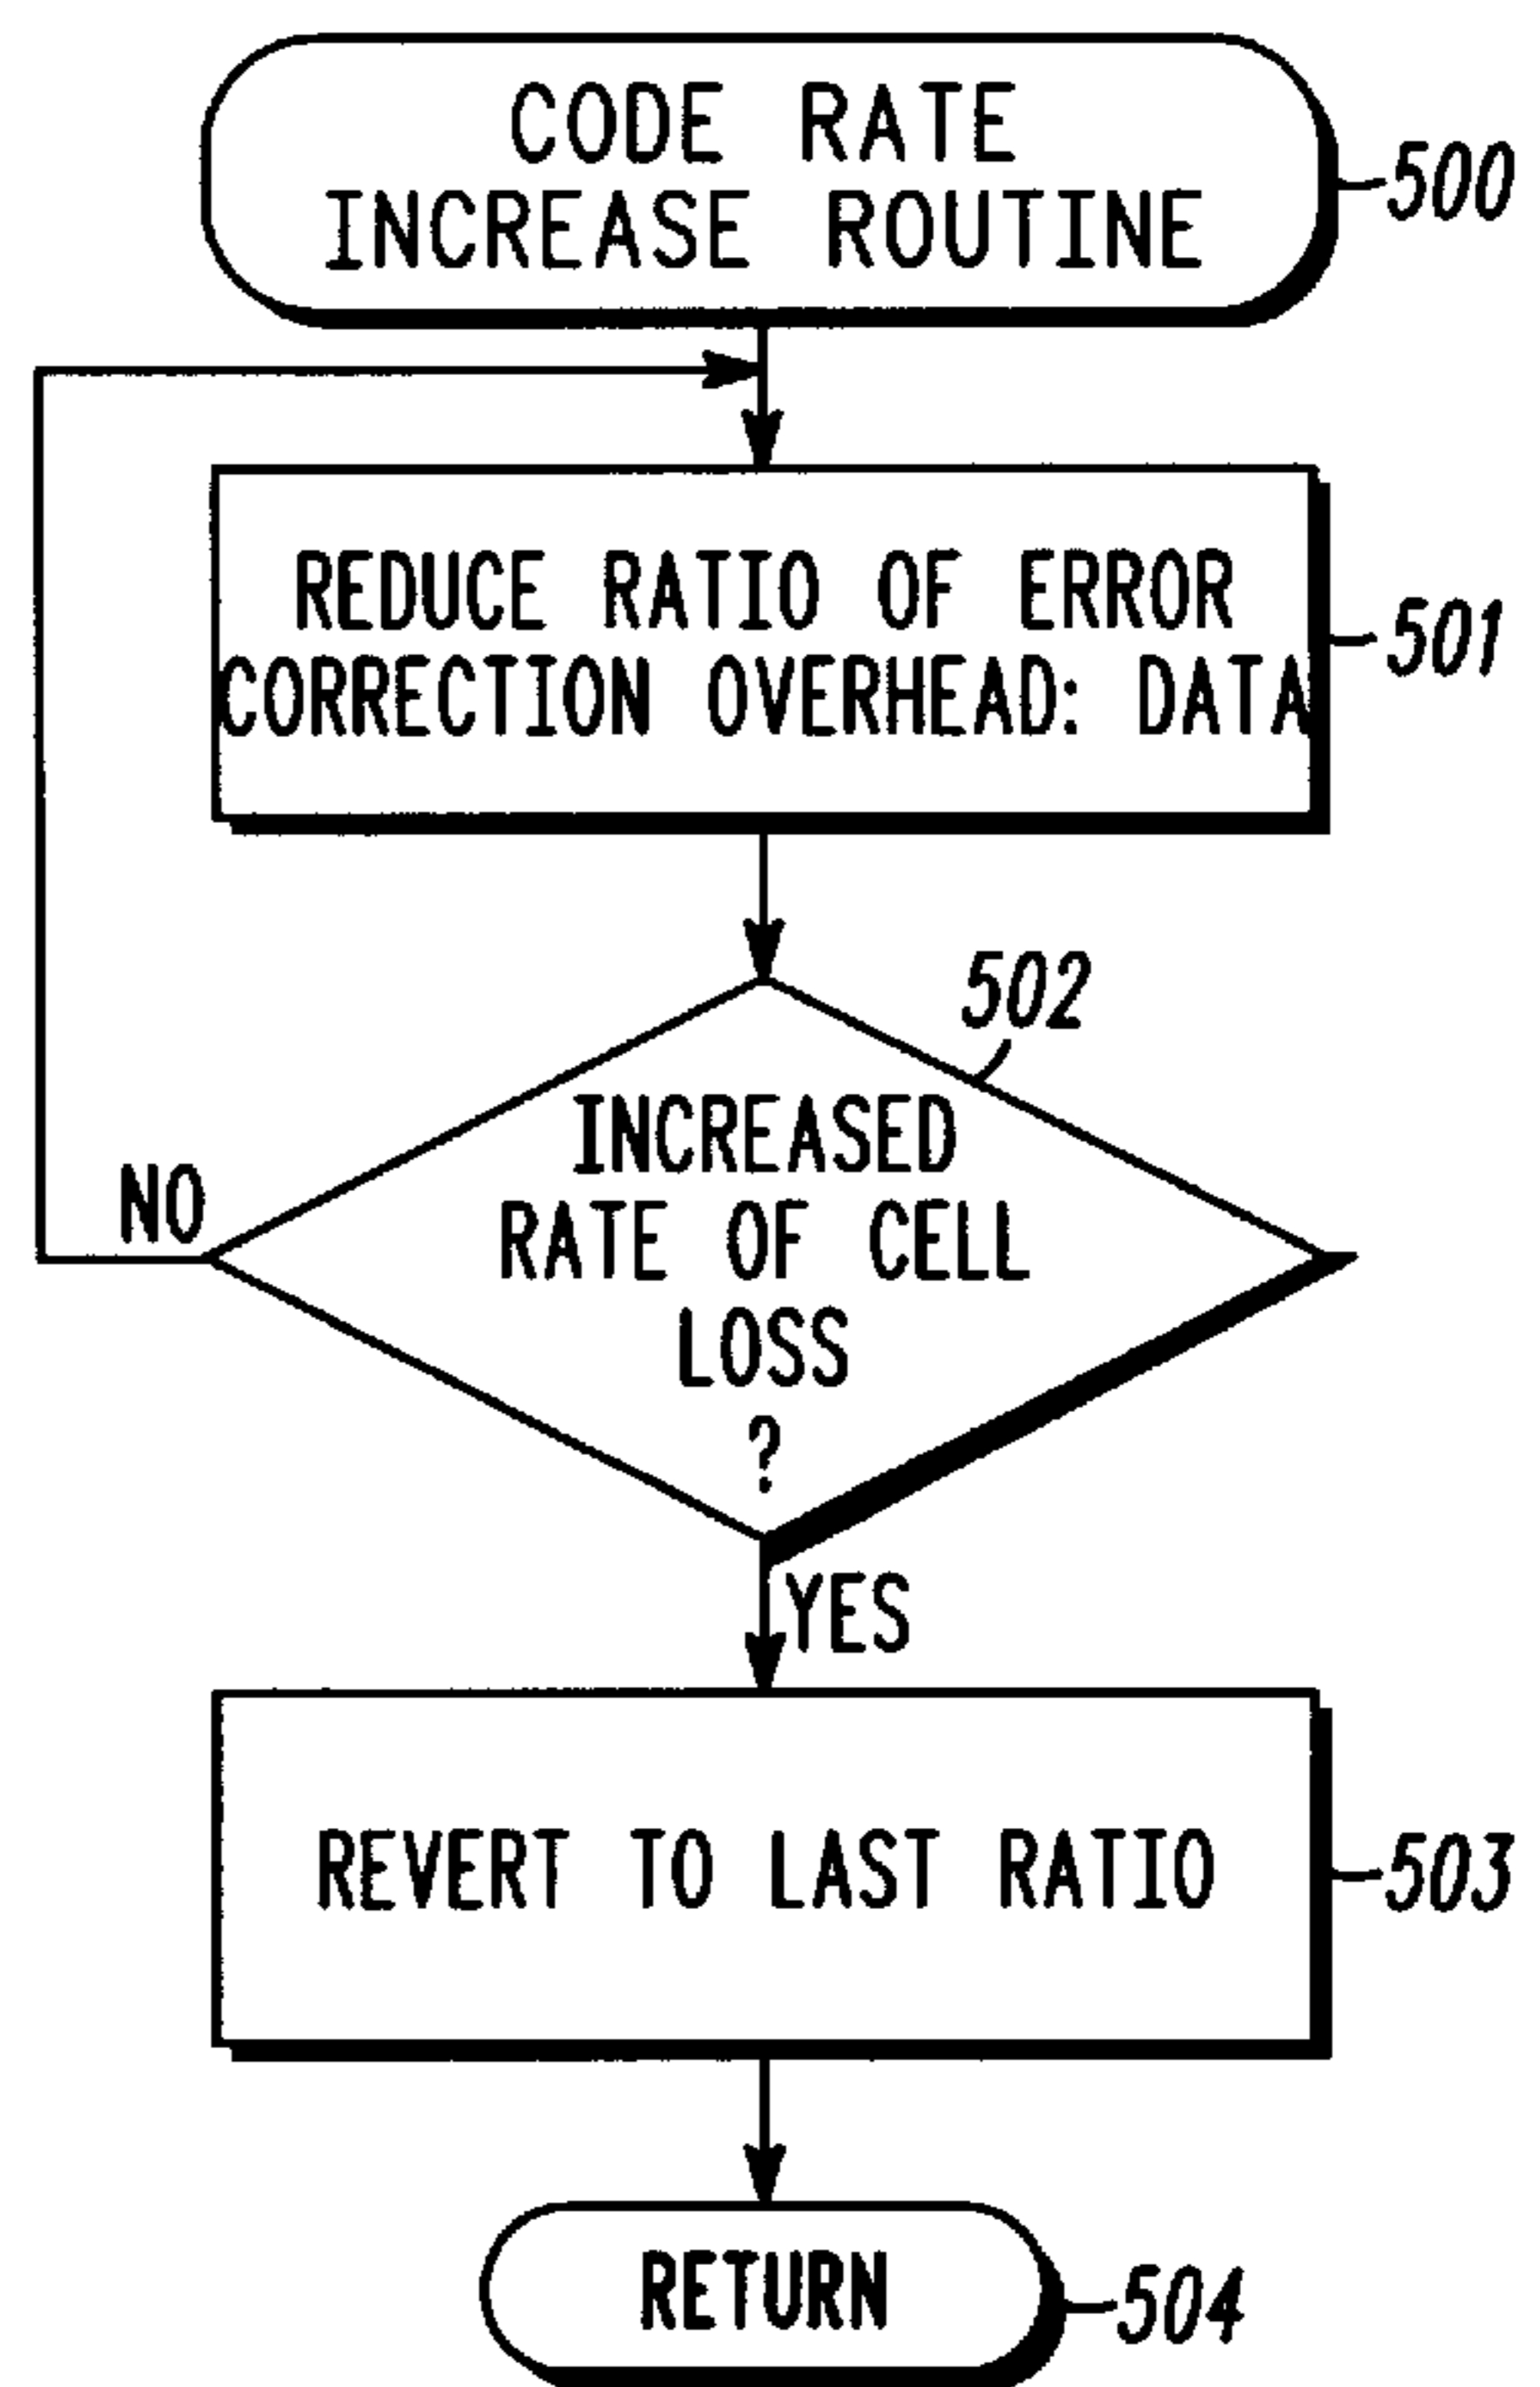 CODE RATE
INCREASE ROUTINE
500
REDUCE RATIO OF ERROR
CORRECTION OVERHEAD: DATA
501
502
INCREASED
RATE OF CELL
LOSS
?
NO
YES
REVERT TO LAST RATIO
503
RETURN
504